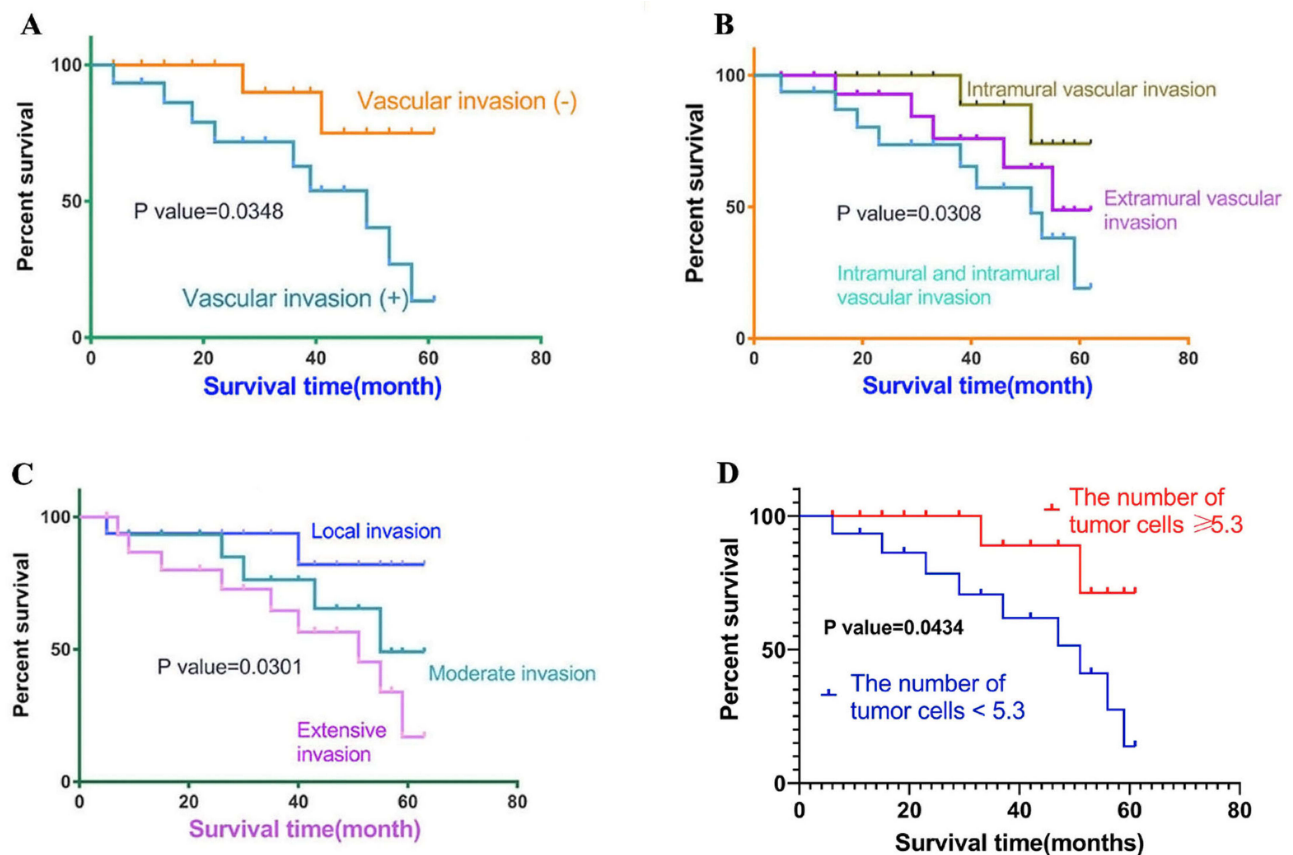 A
100
50
0
0
20
40
60
80
Percent survival
Survival time(month)
Vascular invasion (-)
P value=0.0348
Vascular invasion (+)
B
100
50
0
0
20
40
60
80
Percent survival
Survival time(month)
Intramural vascular invasion
Extramural vascular
invasion
P value=0.0308
Intramural and intramural
vascular invasion
C
100
50
0
0
20
40
60
80
Percent survival
Survival time(month)
Local invasion
Moderate invasion
P value=0.0301
Extensive
invasion
D
100
50
0
0
20
40
60
80
Percent survival
Survival time(months)
The number of
tumor cells ⩾5.3
P value=0.0434
The number of
tumor cells < 5.3